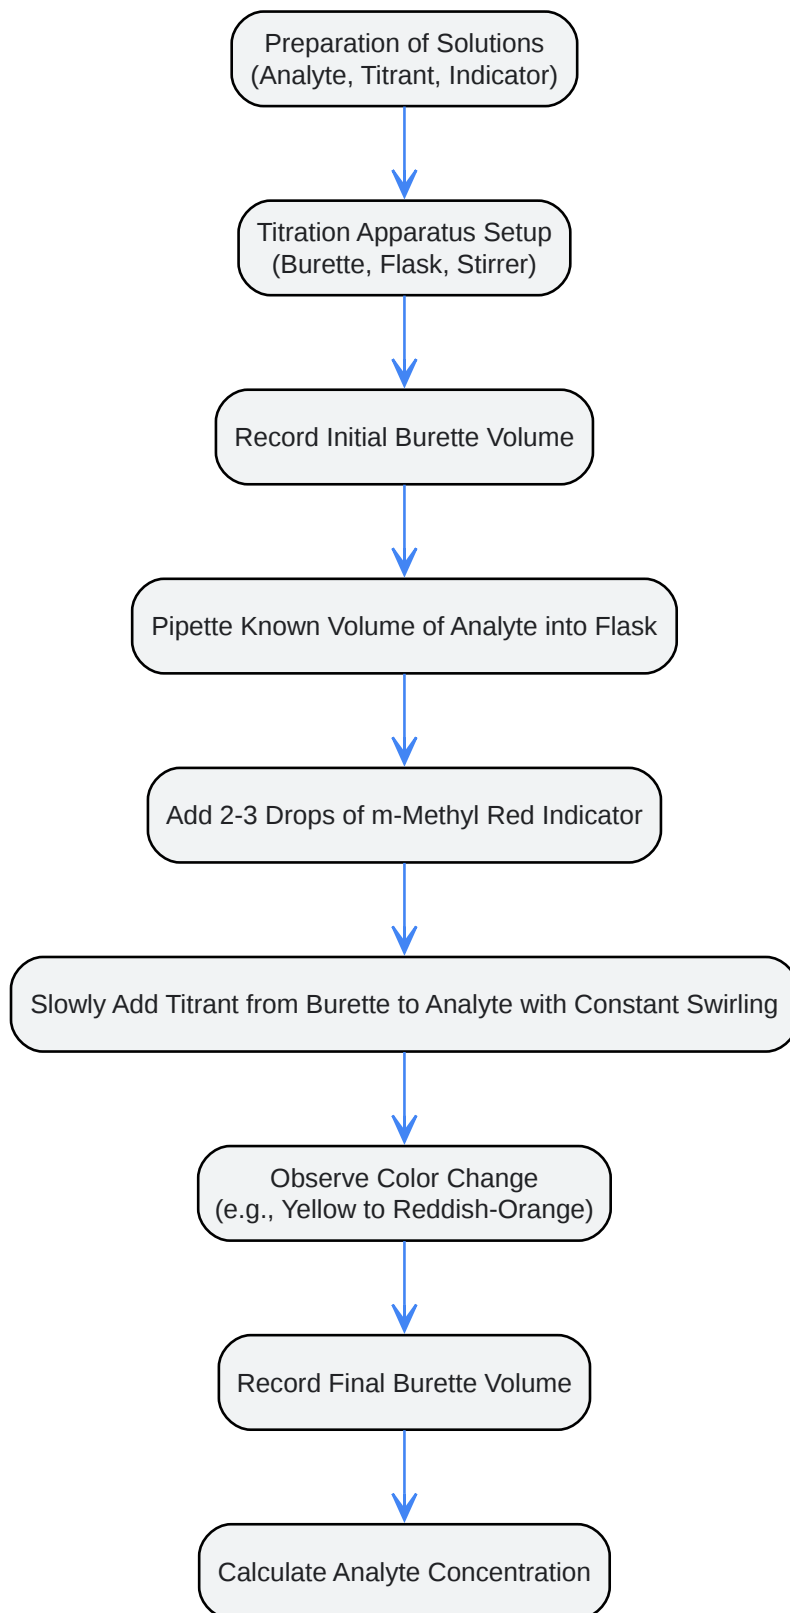 Preparation of Solutions
(Analyte, Titrant, Indicator)
Titration Apparatus Setup
(Burette, Flask, Stirrer)
Record Initial Burette Volume
Pipette Known Volume of Analyte into Flask
Add 2-3 Drops of m-Methyl Red Indicator
Slowly Add Titrant from Burette to Analyte with Constant Swirling
Observe Color Change
(e.g., Yellow to Reddish-Orange)
Record Final Burette Volume
Calculate Analyte Concentration